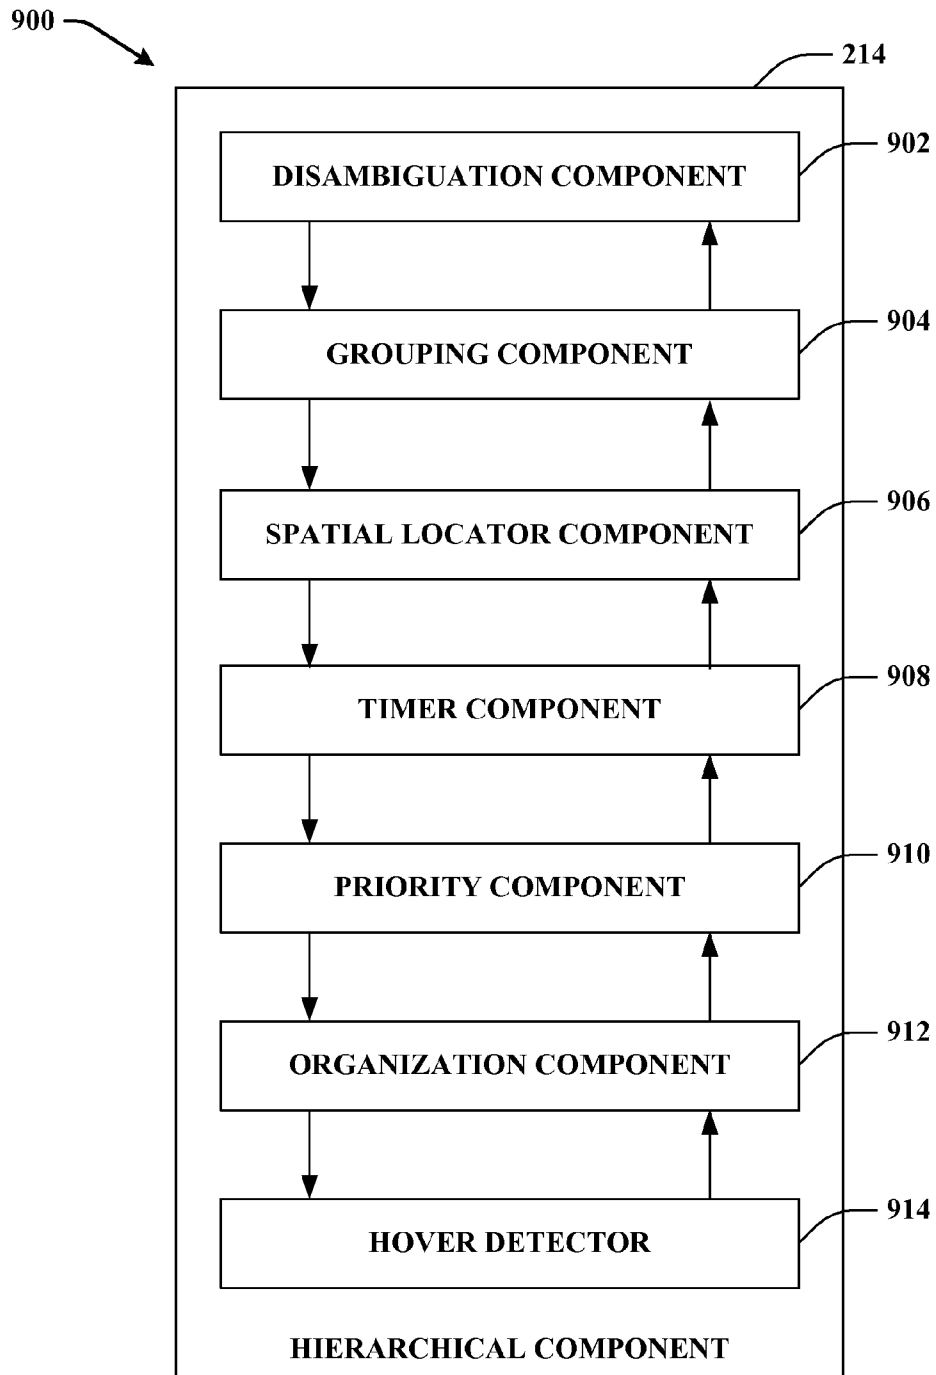 900
214
DISAMBIGUATION COMPONENT
902
GROUPING COMPONENT
904
SPATIAL LOCATOR COMPONENT
906
TIMER COMPONENT
908
PRIORITY COMPONENT
910
ORGANIZATION COMPONENT
912
HOVER DETECTOR
914
HIERARCHICAL COMPONENT